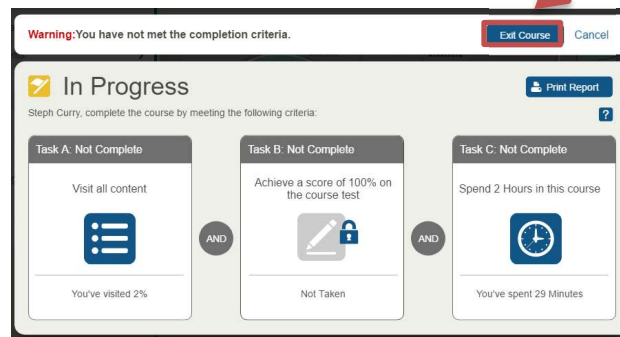 Warning:You have not met the completion criteria.
Exit Course
Cancel
In Progress
Print Report
Steph Curry, complete the course by meeting the following criteria:
?
Task A: Not Complete
Visit all content
You've visited 2%
AND
Task B: Not Complete
Achieve a score of 100% on
the course test
Not Taken
AND
Task C: Not Complete
Spend 2 Hours in this course
You've spent 29 Minutes